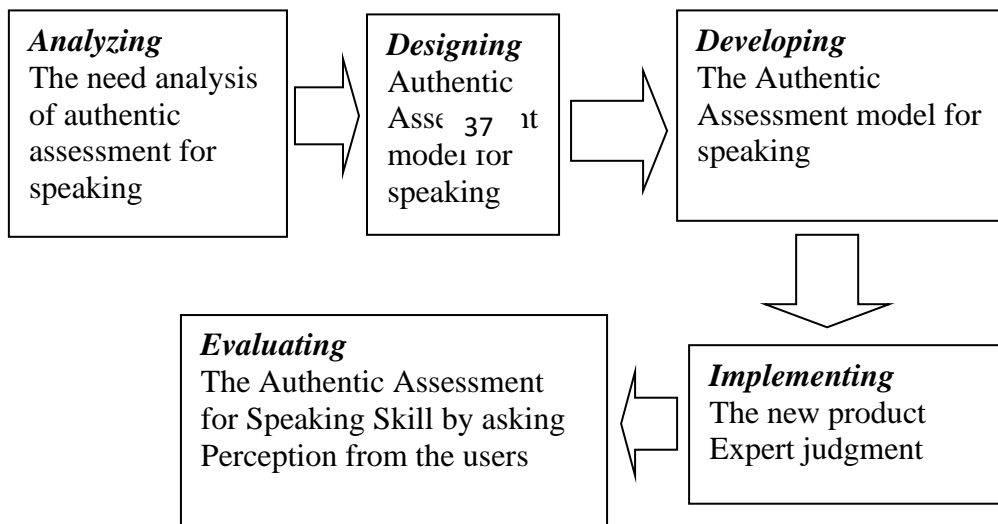 Analyzing
The need analysis
of authentic
assessment for
speaking
Designing
Authentic
37
model for
speaking
Developing
The Authentic
Assessment model for
speaking
Implementing
The new product
Expert judgment
Evaluating
The Authentic Assessment
for Speaking Skill by asking
Perception from the users